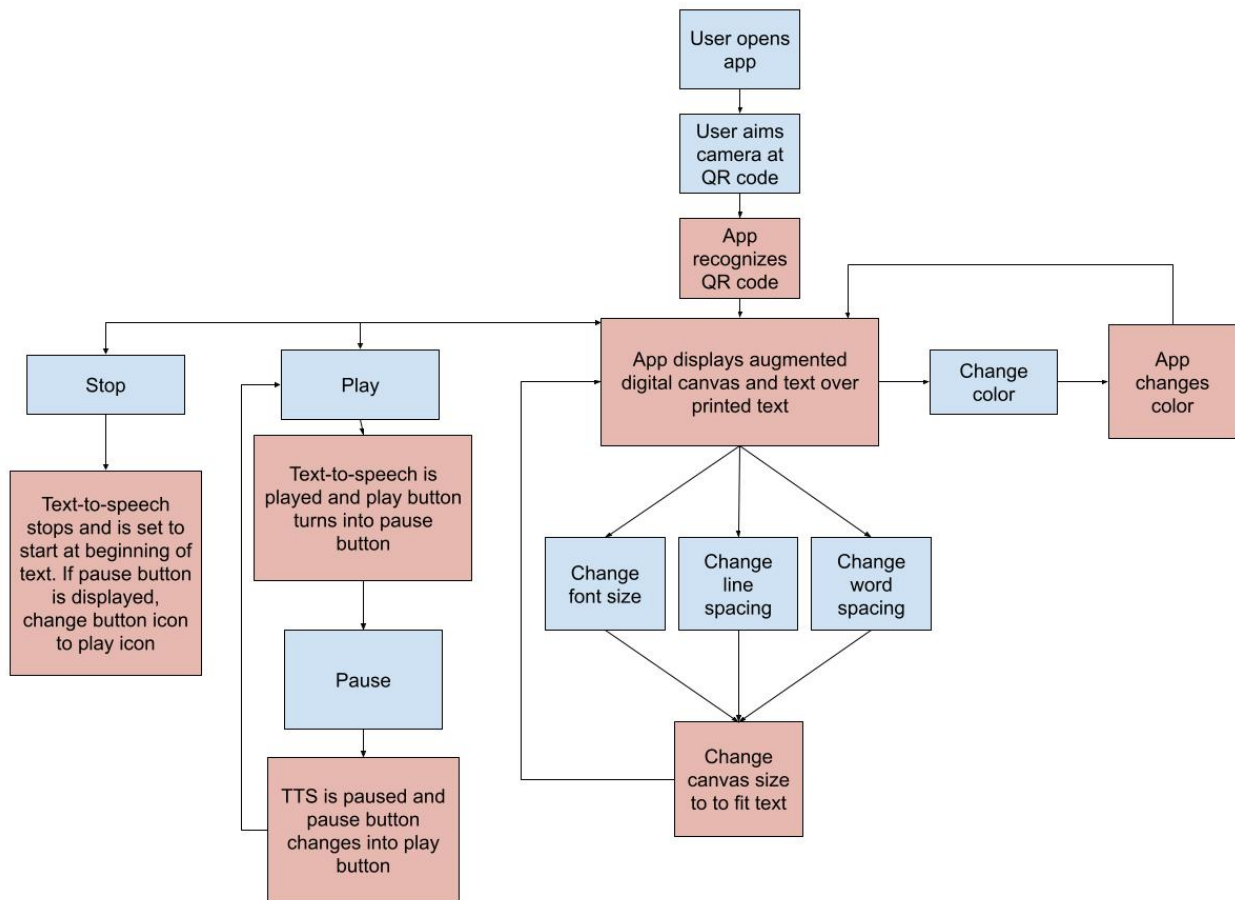 User opens
app
User aims
camera at
QR code
App
recognizes
QR code
App displays augmented
digital canvas and text over
printed text
Stop
Play
Change
color
App
changes
color
Text-to-speech
stops and is set to
start at beginning of
text. If pause button
is displayed,
change button icon
to play icon
Text-to-speech is
played and play button
turns into pause
button
Pause
TTS is paused and
pause button
changes into play
button
Change
font size
Change
line
spacing
Change
word
spacing
Change
canvas size
to to fit text